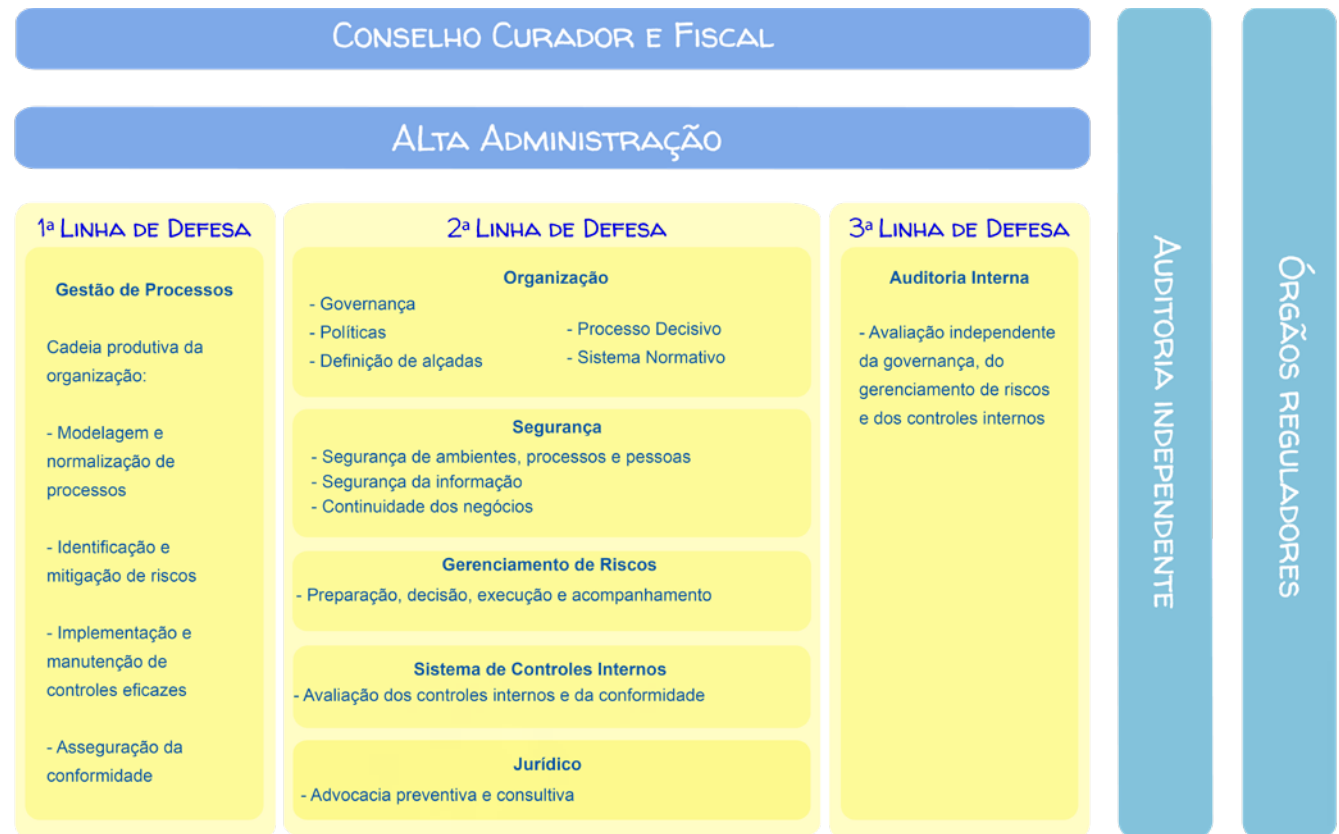 CONSELHO CURADOR E FISCAL
ALTA ADMINISTRAÇÃO
1ª LINHA DE DEFESA
Gestão de Processos
Cadeia produtiva da
organização:
- Modelagem e
normalização de
processos
- Identificação e
mitigação de riscos
- Implementação e
manutenção de
controles eficazes
- Asseguração da
conformidade
2ª LINHA DE DEFESA
Organização
- Governança
- Políticas
- Definição de alçadas
- Processo Decisivo
- Sistema Normativo
Segurança
- Segurança de ambientes, processos e pessoas
- Segurança da informação
- Continuidade dos negócios
Gerenciamento de Riscos
- Preparação, decisão, execução e acompanhamento
Sistema de Controles Internos
- Avaliação dos controles internos e da conformidade
Jurídico
- Advocacia preventiva e consultiva
3ª LINHA DE DEFESA
Auditoria Interna
- Avaliação independente
da governança, do
gerenciamento de riscos
e dos controles internos
AUDITORIA INDEPENDENTE
ÓRGÃOS REGULADORES